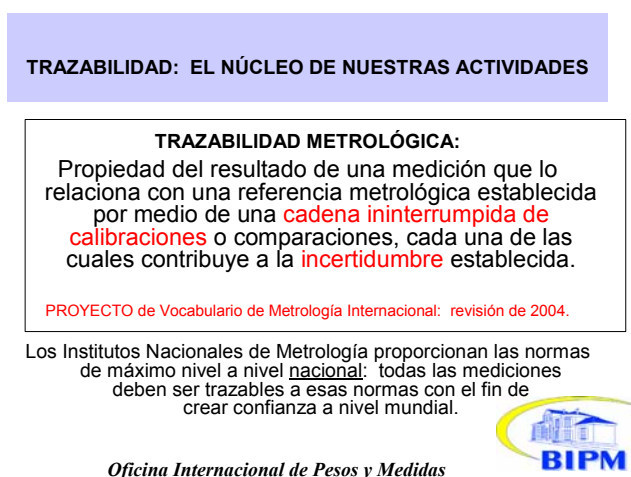 TRAZABILIDAD: EL NÚCLEO DE NUESTRAS ACTIVIDADES
TRAZABILIDAD METROLÓGICA:
Propiedad del resultado de una medición que lo
relaciona con una referencia metrológica establecida
por medio de una cadena ininterrumpida de
calibraciones o comparaciones, cada una de las
cuales contribuye a la incertidumbre establecida.
PROYECTO de Vocabulario de Metrología Internacional: revisión de 2004.
Los Institutos Nacionales de Metrología proporcionan las normas
de máximo nivel a nivel nacional: todas las mediciones
deben ser trazables a esas normas con el fin de
crear confianza a nivel mundial.
BIPM
Oficina Internacional de Pesos y Medidas